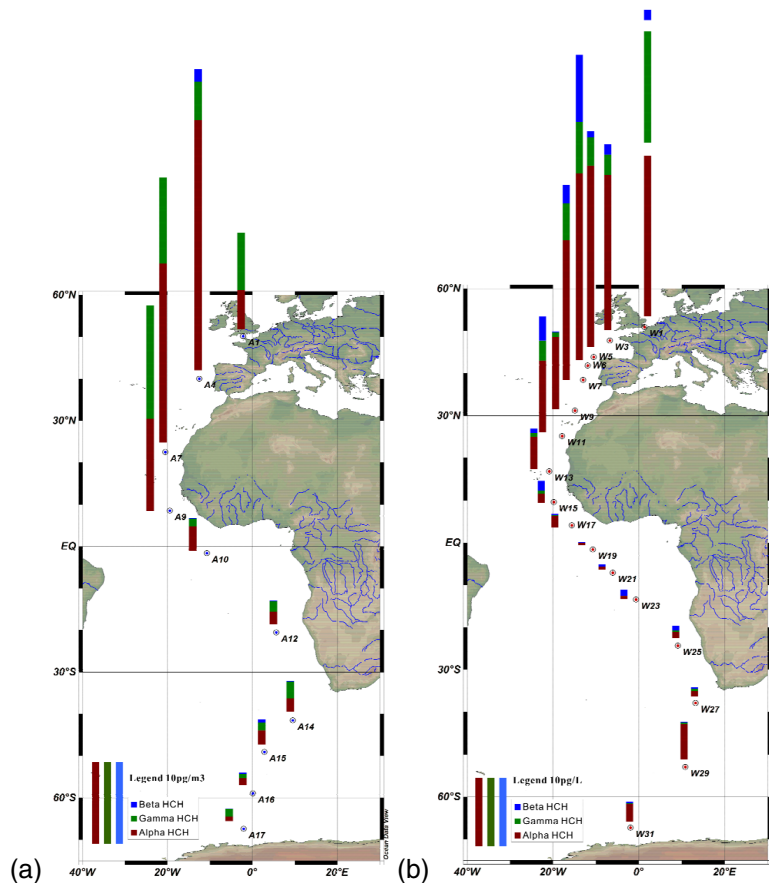 60°N
30°N
EQ
30°S
60°S
40°W
20°W
0°
20°E
A1
A4
A7
A9
A10
A12
A14
A15
A16
A17
Legend 10pg/m3
Beta HCH
Gamma HCH
Alpha HCH
Ocean Data View
(a)
60°N
30°N
EQ
30°S
60°S
40°W
20°W
0°
20°E
W1
W3
W5
W6
W7
W9
W11
W13
W15
W17
W19
W21
W23
W25
W27
W29
W31
Legend 10pg/L
Beta HCH
Gamma HCH
Alpha HCH
(b)